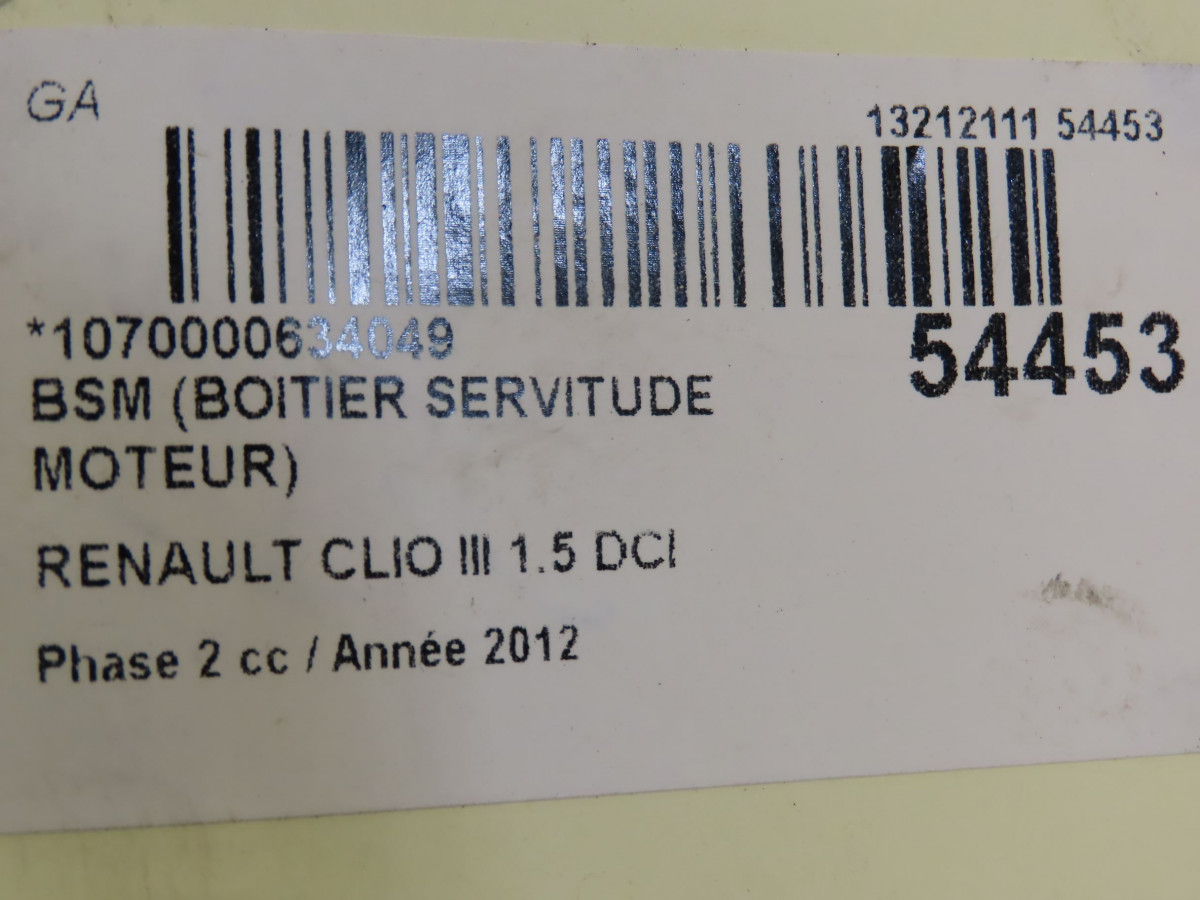 GA
13212111 54453
*1070000634049
54453
BSM (BOITIER SERVITUDE
MOTEUR)
RENAULT CLIO III 1.5 DCI
Phase 2 cc / Année 2012